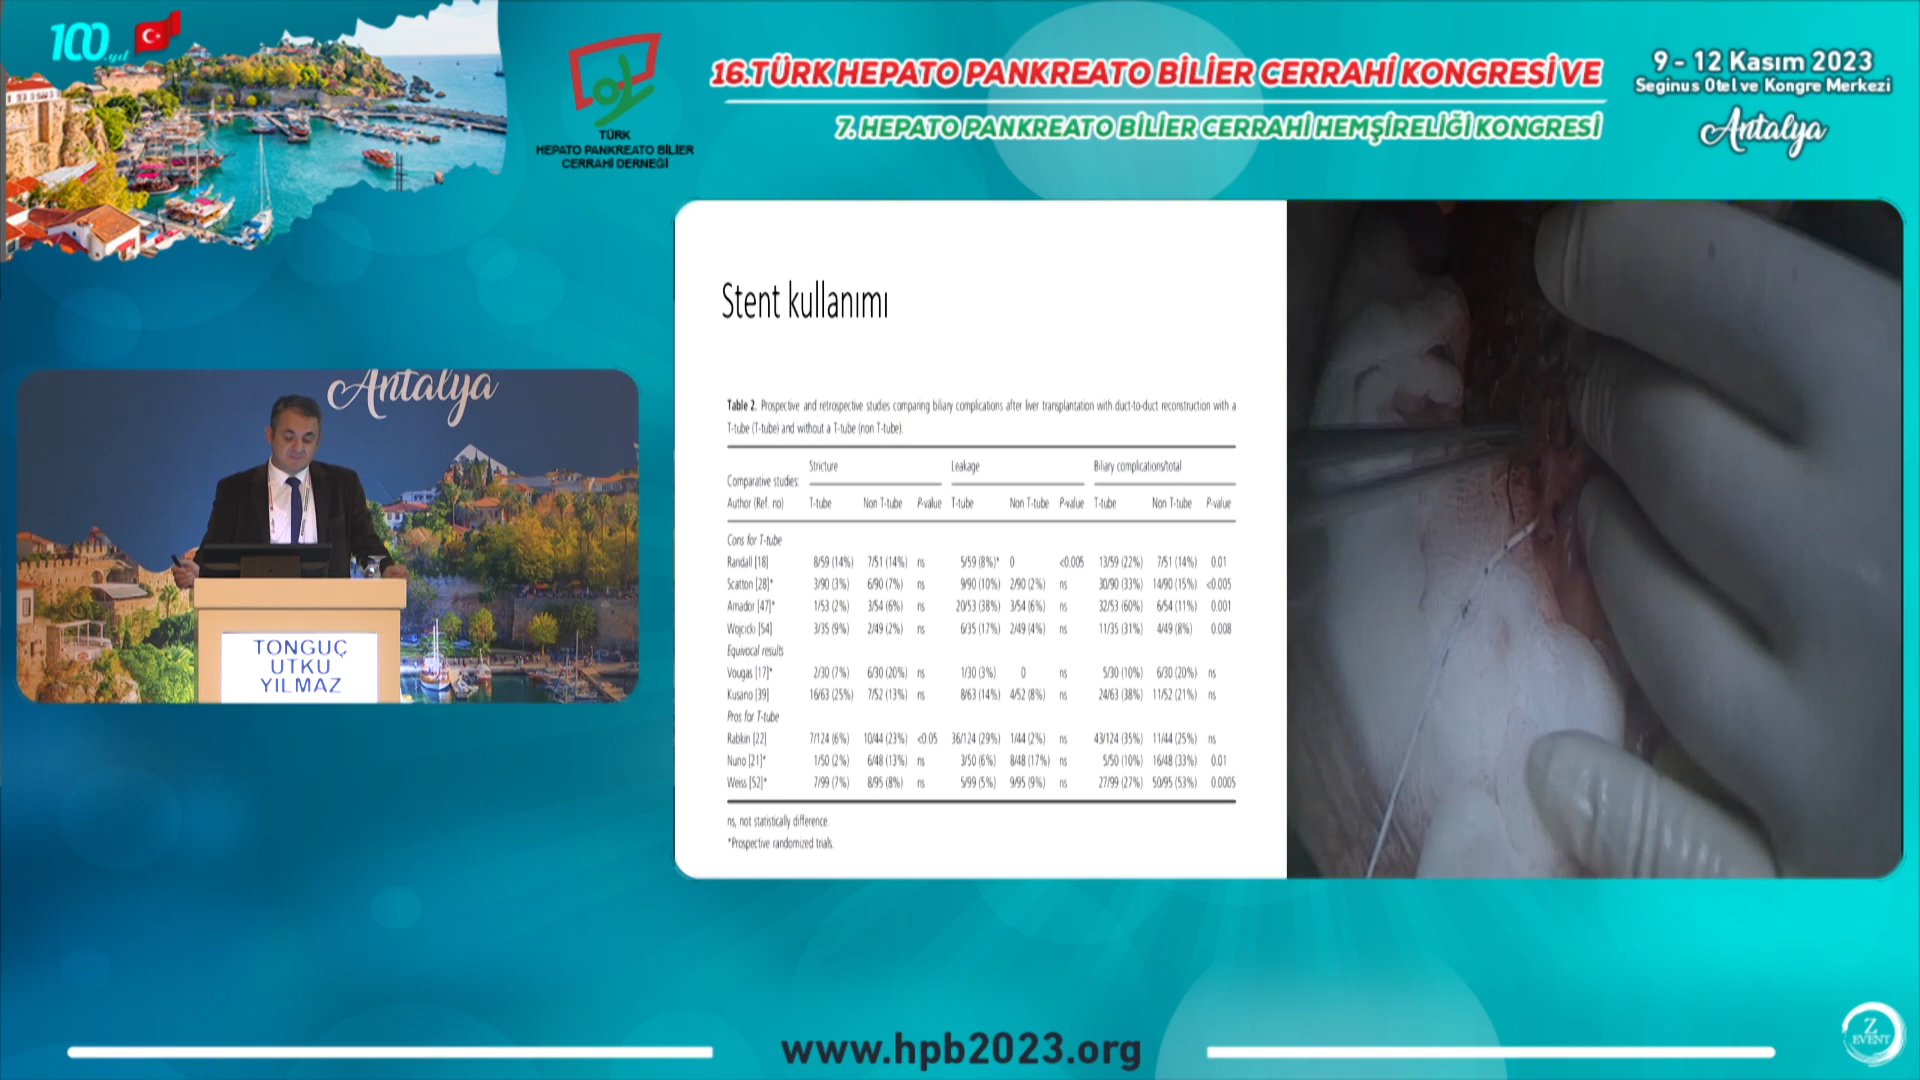 100.yıl
TÜRK
HEPATO PANKREATO BİLİER
CERRAHİ DERNEĞİ
16.TÜRK HEPATO PANKREATO BİLİER CERRAHİ KONGRESİ VE
7. HEPATO PANKREATO BİLİER CERRAHİ HEMŞİRELİĞİ KONGRESİ
9 - 12 Kasım 2023
Seginus Otel ve Kongre Merkezi
Antalya
Antalya
TONGUÇ
UTKU
YILMAZ
Stent kullanımı
Table 2. Prospective and retrospective studies comparing biliary complications after liver transplantation with duct-to-duct reconstruction with a
T-tube (T-tube) and without a T-tube (non T-tube).
Stricture Leakage Biliary complications/total
Comparative studies:
Author (Ref. no) T-tube Non T-tube P-value T-tube Non T-tube P-value T-tube Non T-tube P-value
Cons for T-tube
Randall [18] 8/59 (14%) 7/51 (14%) ns 5/59 (8%)* 0 <0.005 13/59 (22%) 7/51 (14%) 0.01
Scatton [28]* 3/90 (3%) 6/90 (7%) ns 9/90 (10%) 2/90 (2%) ns 30/90 (33%) 14/90 (15%) <0.005
Amador [47]* 1/53 (2%) 3/54 (6%) ns 20/53 (38%) 3/54 (6%) ns 32/53 (60%) 6/54 (11%) 0.001
Wojcicki [54] 3/35 (9%) 2/49 (2%) ns 6/35 (17%) 2/49 (4%) ns 11/35 (31%) 4/49 (8%) 0.008
Equivocal results
Vougas [17]* 2/30 (7%) 6/30 (20%) ns 1/30 (3%) 0 ns 5/30 (10%) 6/30 (20%) ns
Kusano [39] 16/63 (25%) 7/52 (13%) ns 8/63 (14%) 4/52 (8%) ns 24/63 (38%) 11/52 (21%) ns
Pros for T-tube
Rabkin [22] 7/124 (6%) 10/44 (23%) <0.05 36/124 (29%) 1/44 (2%) ns 43/124 (35%) 11/44 (25%) ns
Nuno [21]* 1/50 (2%) 6/48 (13%) ns 3/50 (6%) 8/48 (17%) ns 5/50 (10%) 16/48 (33%) 0.01
Weiss [52]* 7/99 (7%) 8/95 (8%) ns 5/99 (5%) 9/95 (9%) ns 27/99 (27%) 50/95 (53%) 0.0005
ns, not statistically difference.
*Prospective randomized trials.
www.hpb2023.org
Z
EVENT